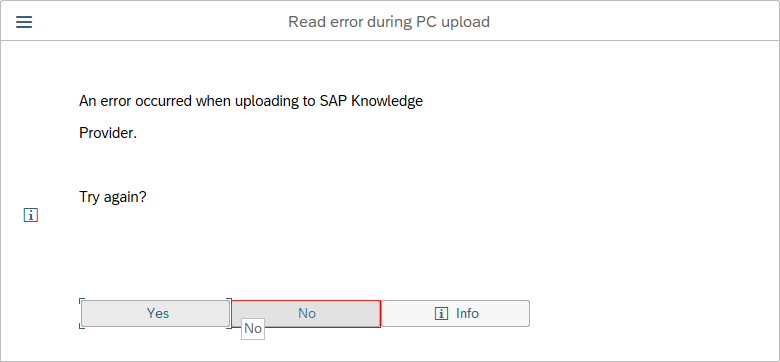 Read error during PC upload
An error occurred when uploading to SAP Knowledge
Provider.
Try again?
Yes
No
Info
No